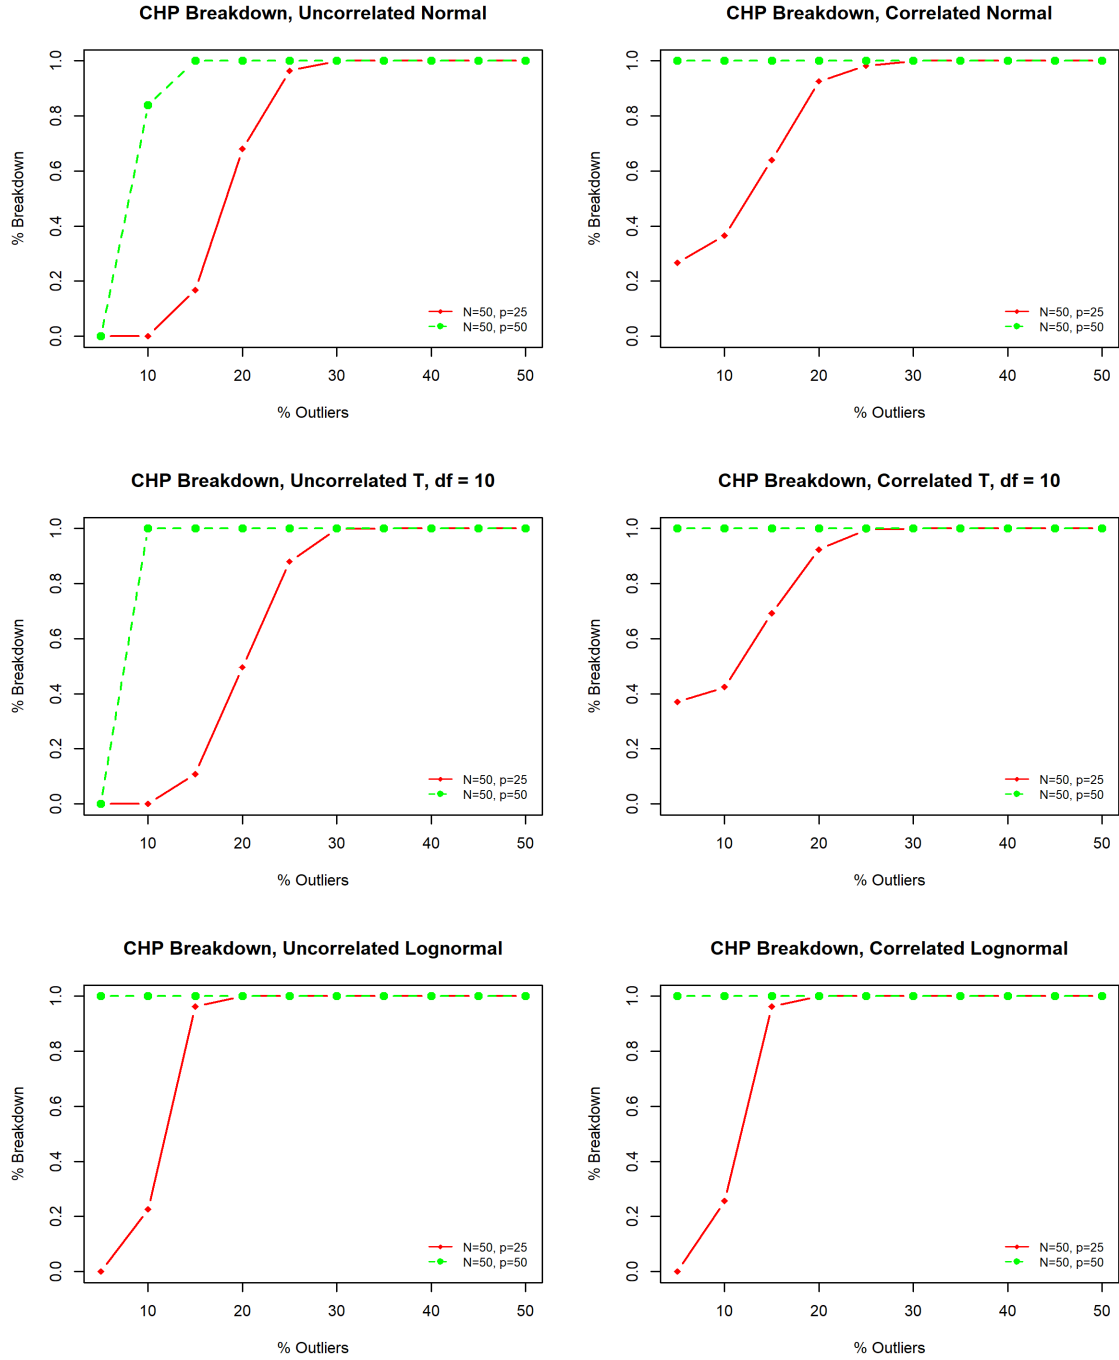 CHP Breakdown, Uncorrelated Normal
% Breakdown
1.0
0.8
0.6
0.4
0.2
0.0
N=50, p=25
N=50, p=50
10 20 30 40 50
% Outliers
CHP Breakdown, Correlated Normal
% Breakdown
1.0
0.8
0.6
0.4
0.2
0.0
N=50, p=25
N=50, p=50
10 20 30 40 50
% Outliers
CHP Breakdown, Uncorrelated T, df = 10
% Breakdown
1.0
0.8
0.6
0.4
0.2
0.0
N=50, p=25
N=50, p=50
10 20 30 40 50
% Outliers
CHP Breakdown, Correlated T, df = 10
% Breakdown
1.0
0.8
0.6
0.4
0.2
0.0
N=50, p=25
N=50, p=50
10 20 30 40 50
% Outliers
CHP Breakdown, Uncorrelated Lognormal
% Breakdown
1.0
0.8
0.6
0.4
0.2
0.0
N=50, p=25
N=50, p=50
10 20 30 40 50
% Outliers
CHP Breakdown, Correlated Lognormal
% Breakdown
1.0
0.8
0.6
0.4
0.2
0.0
N=50, p=25
N=50, p=50
10 20 30 40 50
% Outliers